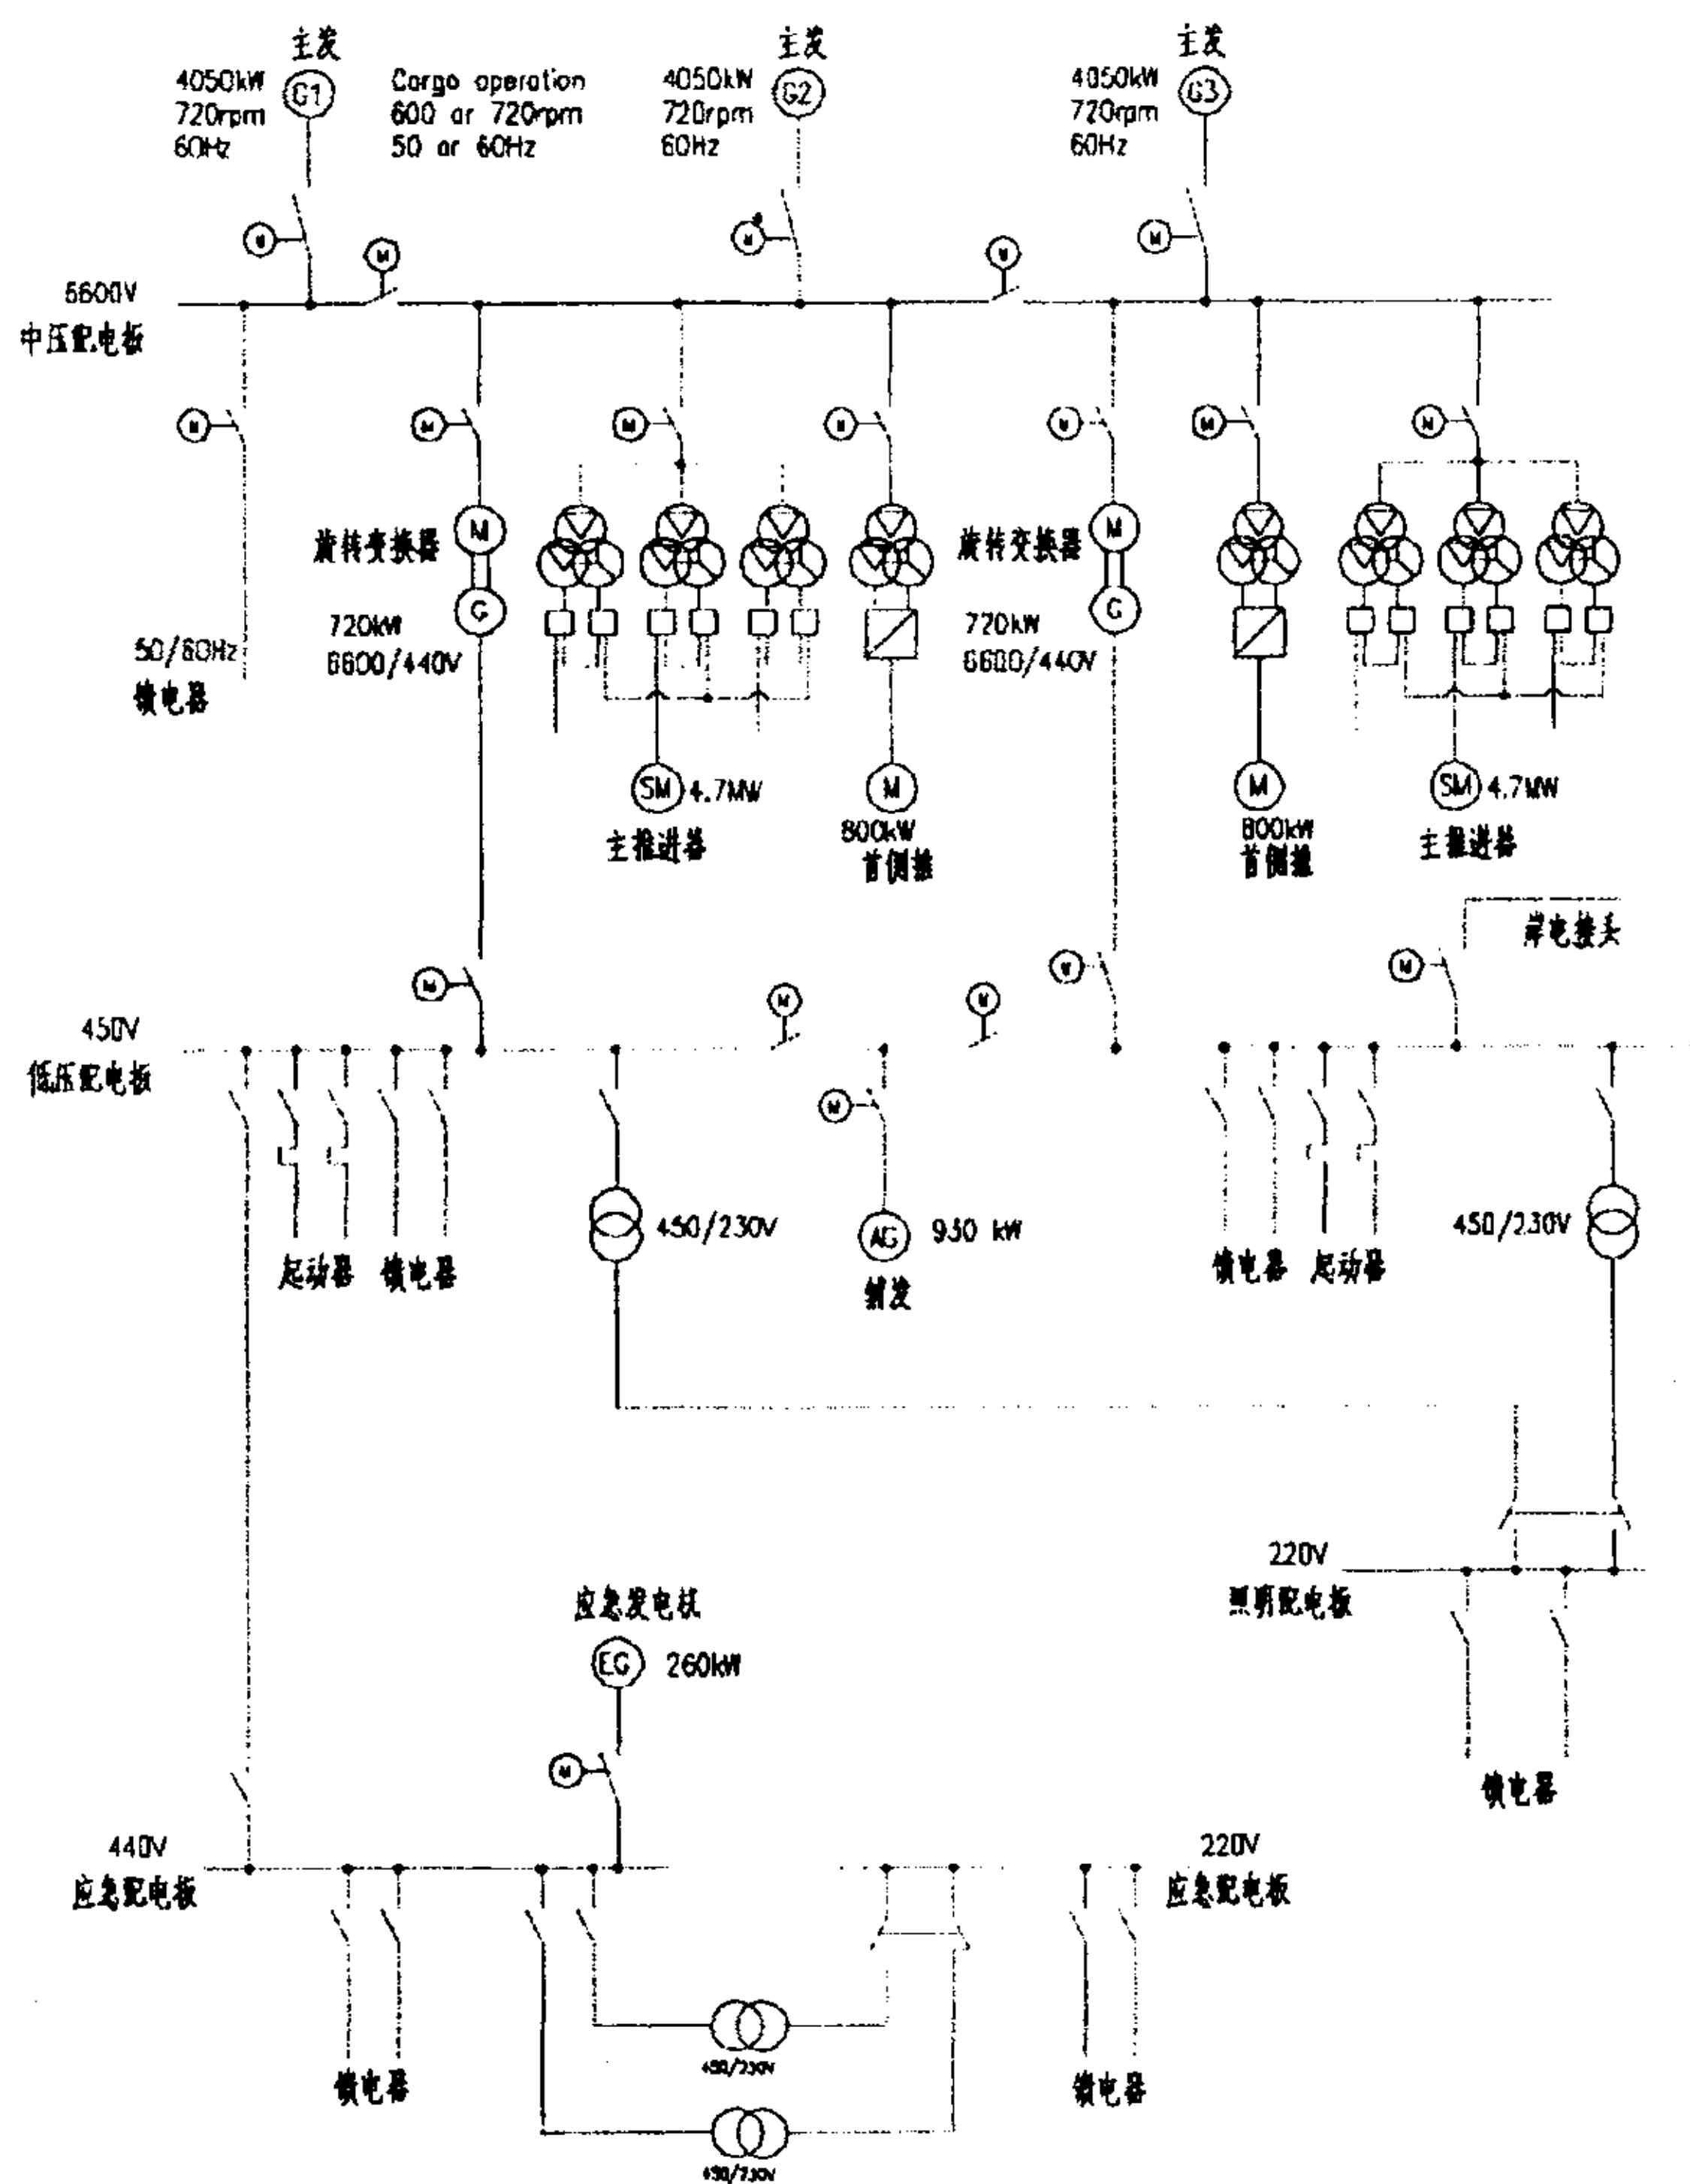 主发
4050kW
720rpm
60Hz
G1
Cargo operation
600 or 720rpm
50 or 60Hz
主发
4050kW
720rpm
60Hz
G2
主发
4050kW
720rpm
60Hz
G3
M
M
M
M
M
6600V
中压配电板
M
M
M
M
M
M
M
旋转变换器
M
G
720kW
6600/440V
旋转变换器
M
G
720kW
6600/440V
50/60Hz
馈电器
SM
4.7MW
主推进器
M
800kW
首侧推
M
800kW
首侧推
SM
4.7MW
主推进器
岸电接头
M
M
M
M
M
450V
低压配电板
M
起动器
馈电器
450/230V
AG
930 kW
辅发
馈电器
起动器
450/230V
220V
照明配电板
馈电器
应急发电机
EG
260kW
M
440V
应急配电板
220V
应急配电板
馈电器
450/230V
450/230V
馈电器